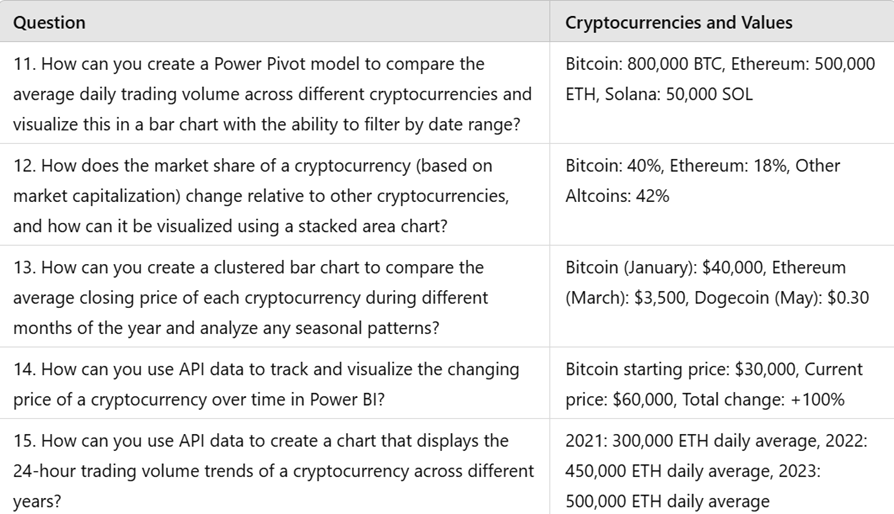 Question
Cryptocurrencies and Values
11. How can you create a Power Pivot model to compare the
average daily trading volume across different cryptocurrencies and
visualize this in a bar chart with the ability to filter by date range?
Bitcoin: 800,000 BTC, Ethereum: 500,000
ETH, Solana: 50,000 SOL
12. How does the market share of a cryptocurrency (based on
market capitalization) change relative to other cryptocurrencies,
and how can it be visualized using a stacked area chart?
Bitcoin: 40%, Ethereum: 18%, Other
Altcoins: 42%
13. How can you create a clustered bar chart to compare the
average closing price of each cryptocurrency during different
months of the year and analyze any seasonal patterns?
Bitcoin (January): $40,000, Ethereum
(March): $3,500, Dogecoin (May): $0.30
14. How can you use API data to track and visualize the changing
price of a cryptocurrency over time in Power BI?
Bitcoin starting price: $30,000, Current
price: $60,000, Total change: +100%
15. How can you use API data to create a chart that displays the
24-hour trading volume trends of a cryptocurrency across different
years?
2021: 300,000 ETH daily average, 2022:
450,000 ETH daily average, 2023:
500,000 ETH daily average